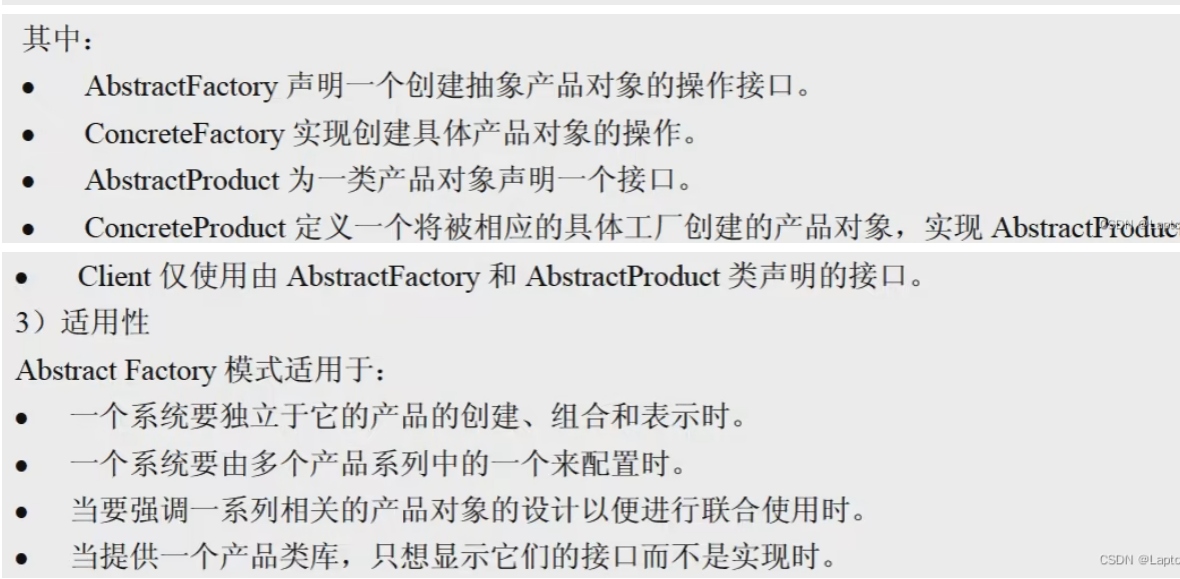 其中：
● AbstractFactory 声明一个创建抽象产品对象的操作接口。
● ConcreteFactory 实现创建具体产品对象的操作。
● AbstractProduct 为一类产品对象声明一个接口。
● ConcreteProduct 定义一个将被相应的具体工厂创建的产品对象，实现 AbstractProduc
● Client 仅使用由 AbstractFactory 和 AbstractProduct 类声明的接口。
3）适用性
Abstract Factory 模式适用于：
● 一个系统要独立于它的产品的创建、组合和表示时。
● 一个系统要由多个产品系列中的一个来配置时。
● 当要强调一系列相关的产品对象的设计以便进行联合使用时。
● 当提供一个产品类库，只想显示它们的接口而不是实现时。
CSDN @Lapto